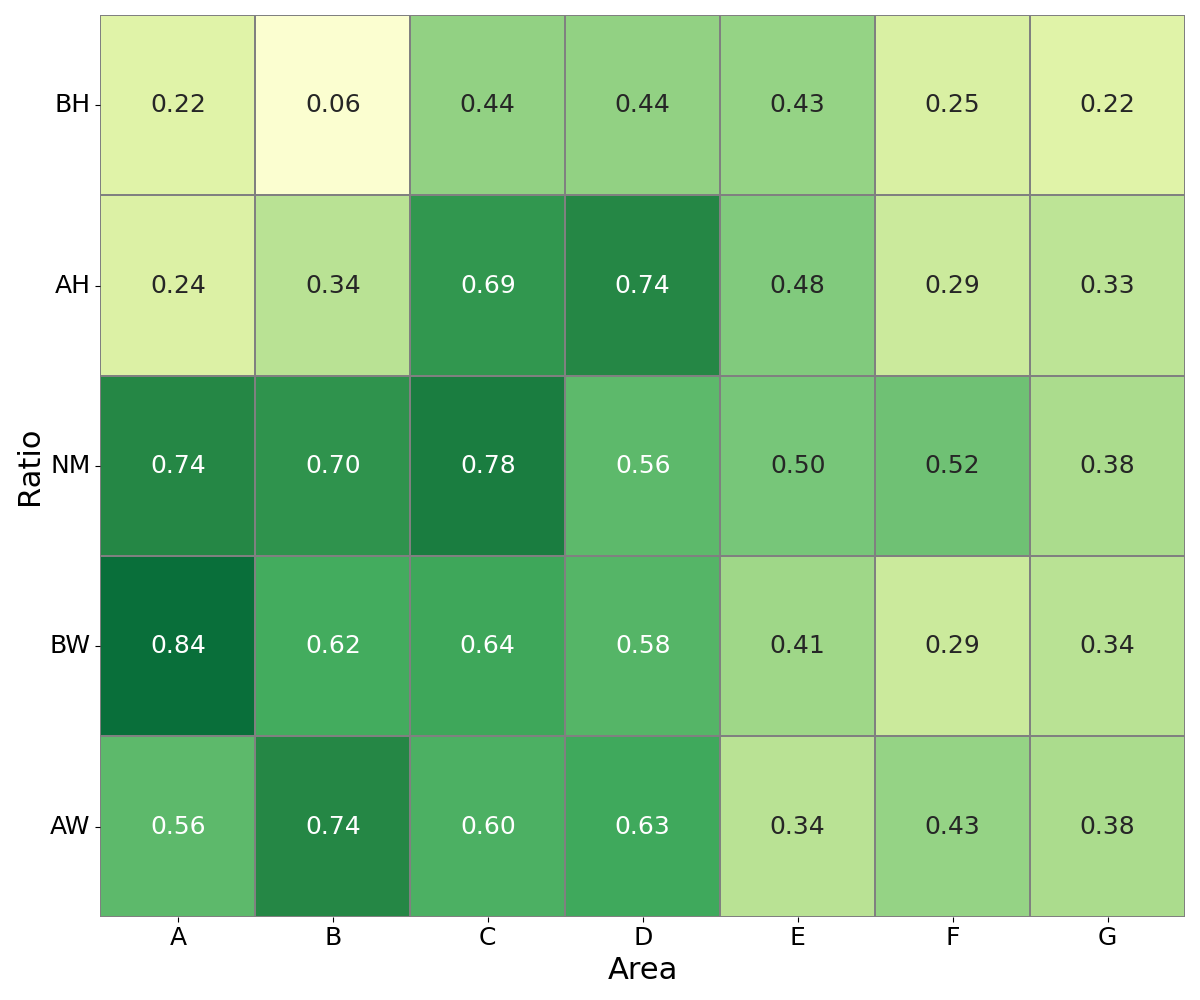 BH 0.22 0.06 0.44 0.44 0.43 0.25 0.22
AH 0.24 0.34 0.69 0.74 0.48 0.29 0.33
NM 0.74 0.70 0.78 0.56 0.50 0.52 0.38
BW 0.84 0.62 0.64 0.58 0.41 0.29 0.34
AW 0.56 0.74 0.60 0.63 0.34 0.43 0.38
Ratio
A B C D E F G
Area